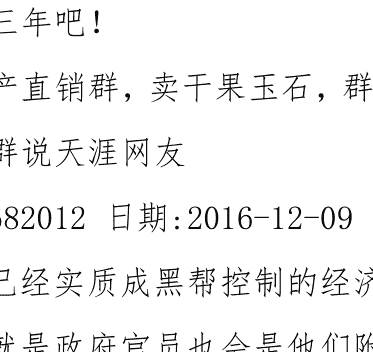 三年吧！
产直销群，卖干果玉石，群
群说天涯网友
682012 日期:2016-12-09
已经实质成黑帮控制的经济
就是政府官员也会是他们附